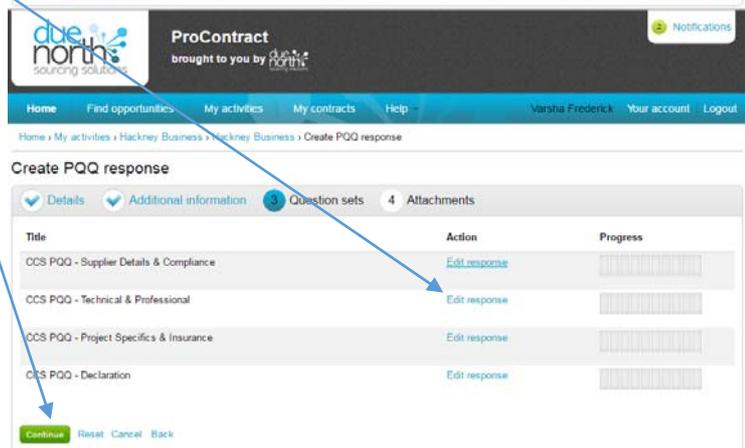 due north
sourcing solutions
ProContract
brought to you by due north
2 Notifications
Home Find opportunities My activities My contracts Help
Varsha Frederick Your account Logout
Home › My activities › Hackney Business › Hackney Business › Create PQQ response
Create PQQ response
Details Additional information 3 Question sets 4 Attachments
Title Action Progress
CCS PQQ - Supplier Details & Compliance Edit response
CCS PQQ - Technical & Professional Edit response
CCS PQQ - Project Specifics & Insurance Edit response
CCS PQQ - Declaration Edit response
Continue Reset Cancel Back